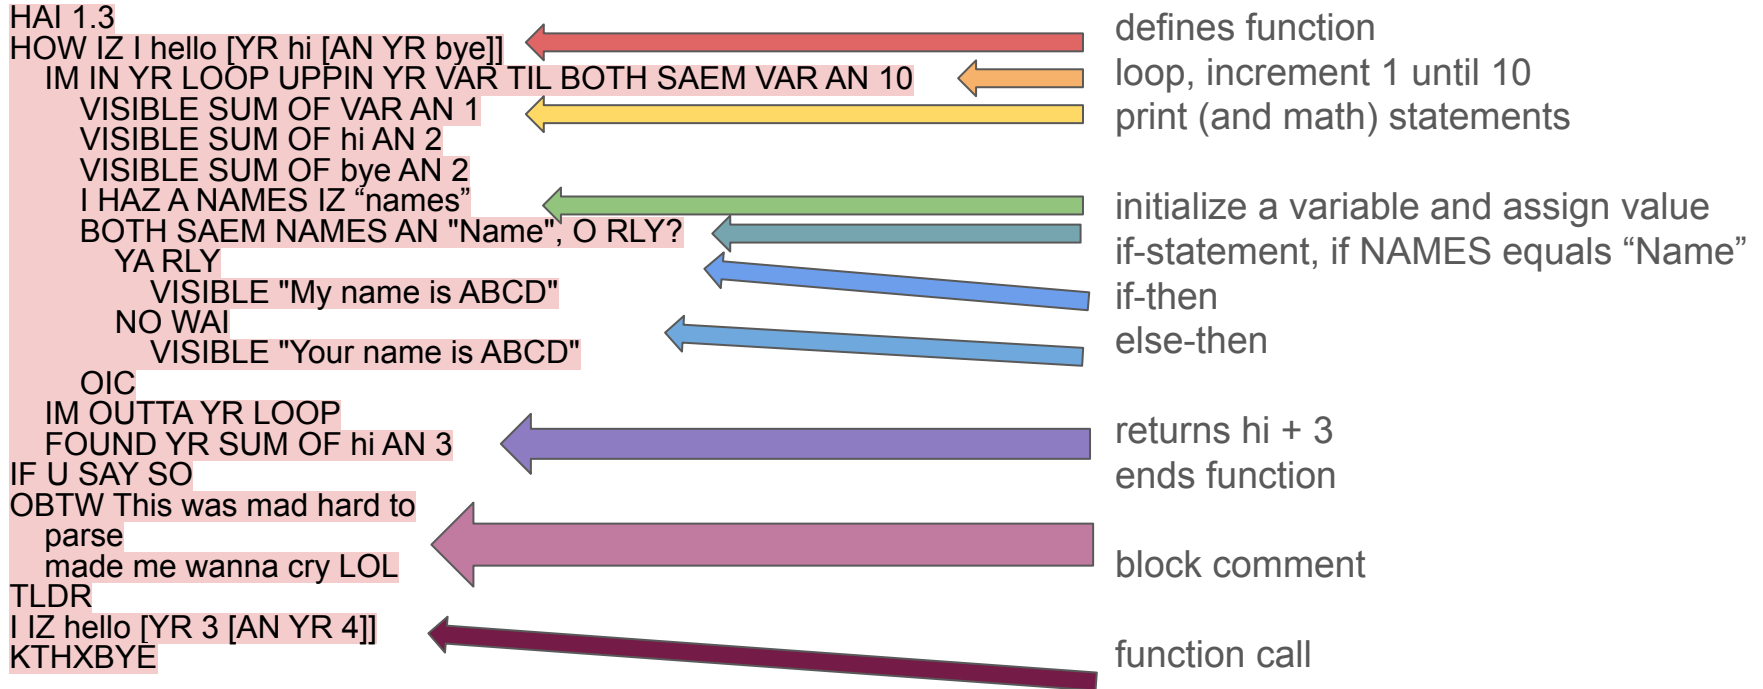 HAI 1.3
HOW IZ I hello [YR hi [AN YR bye]]
IM IN YR LOOP UPPIN YR VAR TIL BOTH SAEM VAR AN 10
VISIBLE SUM OF VAR AN 1
VISIBLE SUM OF hi AN 2
VISIBLE SUM OF bye AN 2
I HAZ A NAMES IZ “names”
BOTH SAEM NAMES AN "Name", O RLY?
YA RLY
VISIBLE "My name is ABCD"
NO WAI
VISIBLE "Your name is ABCD"
OIC
IM OUTTA YR LOOP
FOUND YR SUM OF hi AN 3
IF U SAY SO
OBTW This was mad hard to
parse
made me wanna cry LOL
TLDR
I IZ hello [YR 3 [AN YR 4]]
KTHXBYE
defines function
loop, increment 1 until 10
print (and math) statements
initialize a variable and assign value
if-statement, if NAMES equals “Name”
if-then
else-then
returns hi + 3
ends function
block comment
function call